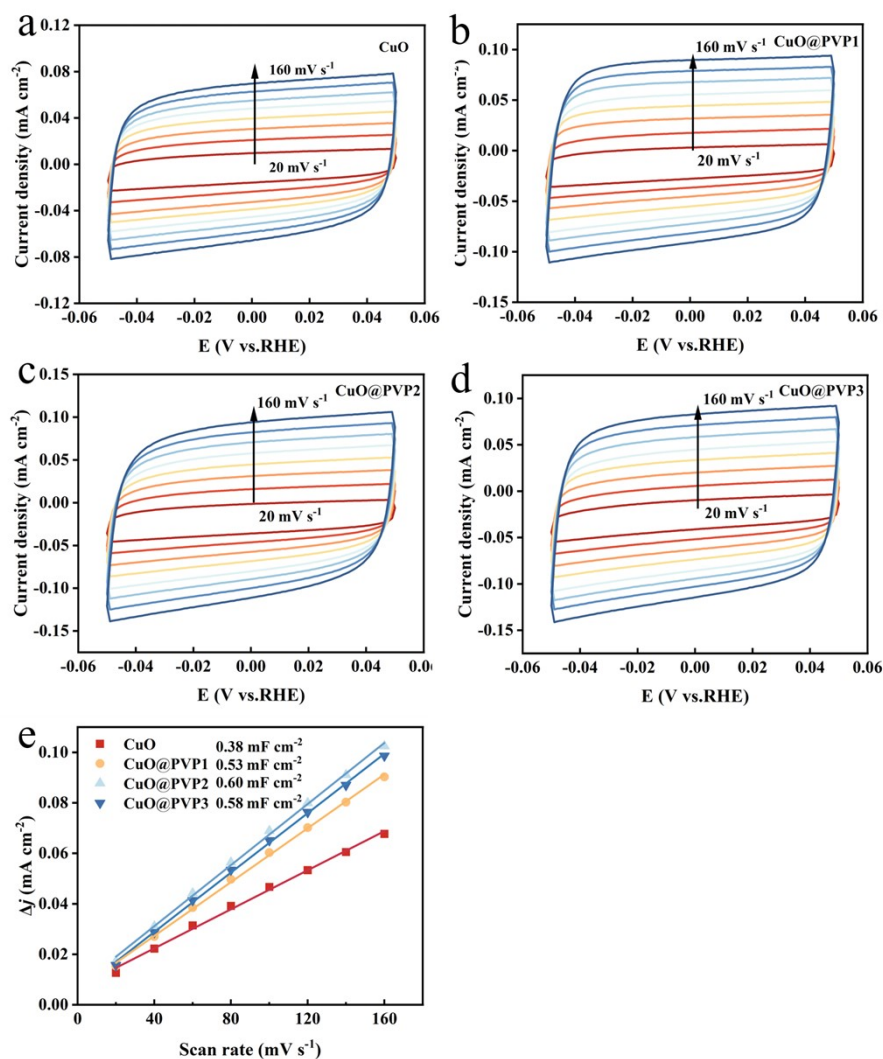 a
CuO
160 mV s⁻¹
20 mV s⁻¹
0.12
0.08
0.04
0.00
-0.04
-0.08
-0.12
Current density (mA cm⁻²)
-0.06 -0.04 -0.02 0.00 0.02 0.04 0.06
E (V vs.RHE)
b
CuO@PVP1
160 mV s⁻¹
20 mV s⁻¹
0.10
0.05
0.00
-0.05
-0.10
-0.15
Current density (mA cm⁻²)
-0.06 -0.04 -0.02 0.00 0.02 0.04 0.06
E (V vs.RHE)
c
CuO@PVP2
160 mV s⁻¹
20 mV s⁻¹
0.15
0.10
0.05
0.00
-0.05
-0.10
-0.15
Current density (mA cm⁻²)
-0.06 -0.04 -0.02 0.00 0.02 0.04
E (V vs.RHE)
d
CuO@PVP3
160 mV s⁻¹
20 mV s⁻¹
0.10
0.05
0.00
-0.05
-0.10
-0.15
Current density (mA cm⁻²)
-0.06 -0.04 -0.02 0.00 0.02 0.04 0.06
E (V vs.RHE)
e
CuO 0.38 mF cm⁻²
CuO@PVP1 0.53 mF cm⁻²
CuO@PVP2 0.60 mF cm⁻²
CuO@PVP3 0.58 mF cm⁻²
0.10
0.08
0.06
0.04
0.02
0.00
Δj (mA cm⁻²)
40 80 120 160
Scan rate (mV s⁻¹)